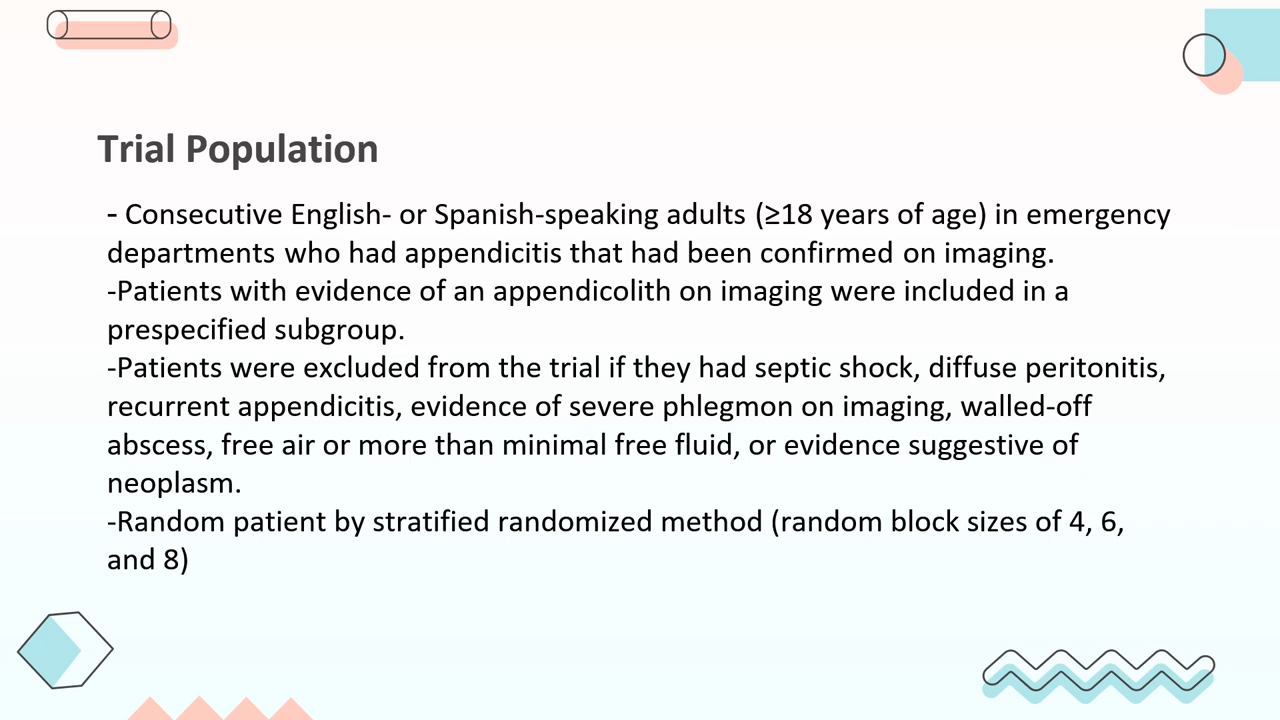 Trial Population
- Consecutive English- or Spanish-speaking adults (≥18 years of age) in emergency
departments who had appendicitis that had been confirmed on imaging.
-Patients with evidence of an appendicolith on imaging were included in a
prespecified subgroup.
-Patients were excluded from the trial if they had septic shock, diffuse peritonitis,
recurrent appendicitis, evidence of severe phlegmon on imaging, walled-off
abscess, free air or more than minimal free fluid, or evidence suggestive of
neoplasm.
-Random patient by stratified randomized method (random block sizes of 4, 6,
and 8)